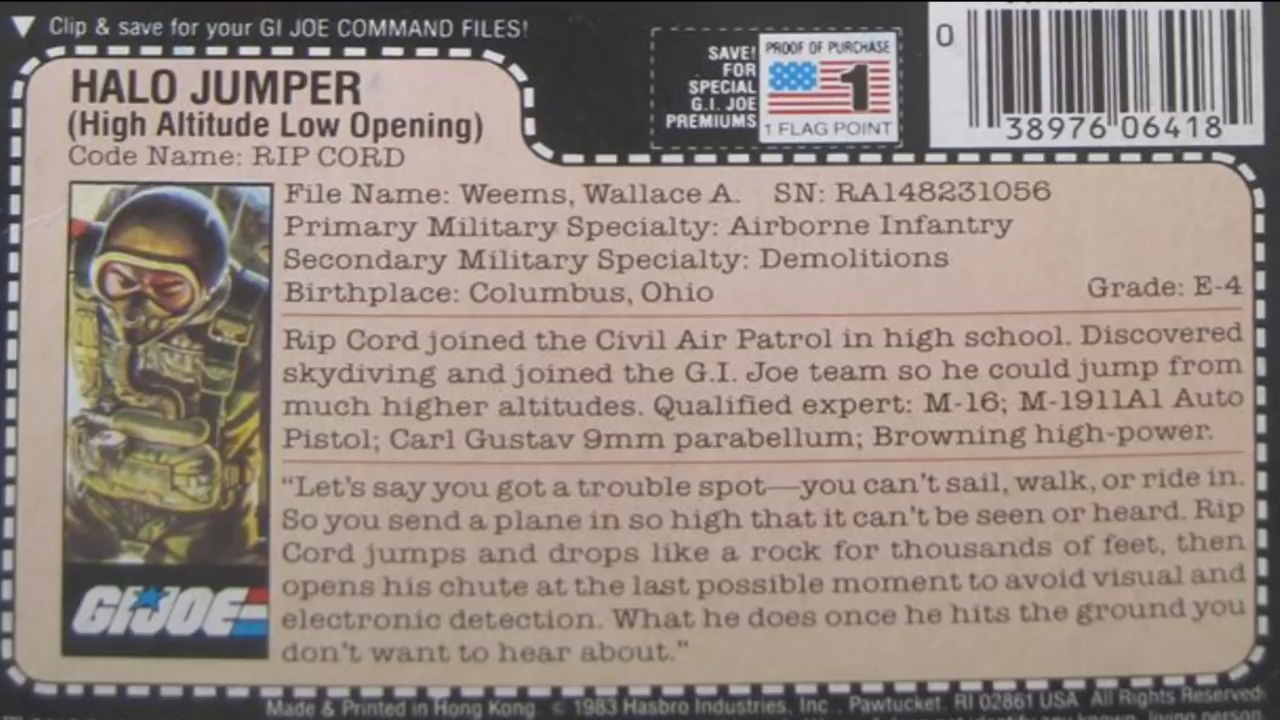 ▼ Clip & save for your GI JOE COMMAND FILES!
SAVE!
FOR
SPECIAL
G.I. JOE
PREMIUMS
PROOF OF PURCHASE
1
1 FLAG POINT
0
38976 06418
HALO JUMPER
(High Altitude Low Opening)
Code Name: RIP CORD
File Name: Weems, Wallace A. SN: RA148231056
Primary Military Specialty: Airborne Infantry
Secondary Military Specialty: Demolitions
Birthplace: Columbus, Ohio Grade: E-4
Rip Cord joined the Civil Air Patrol in high school. Discovered
skydiving and joined the G.I. Joe team so he could jump from
much higher altitudes. Qualified expert: M-16; M-1911A1 Auto
Pistol; Carl Gustav 9mm parabellum; Browning high-power.
“Let's say you got a trouble spot—you can't sail, walk, or ride in.
So you send a plane in so high that it can't be seen or heard. Rip
Cord jumps and drops like a rock for thousands of feet, then
opens his chute at the last possible moment to avoid visual and
electronic detection. What he does once he hits the ground you
don't want to hear about.”
GI JOE
Made & Printed in Hong Kong. © 1983 Hasbro Industries, Inc., Pawtucket, RI 02861 USA All Rights Reserved
living person